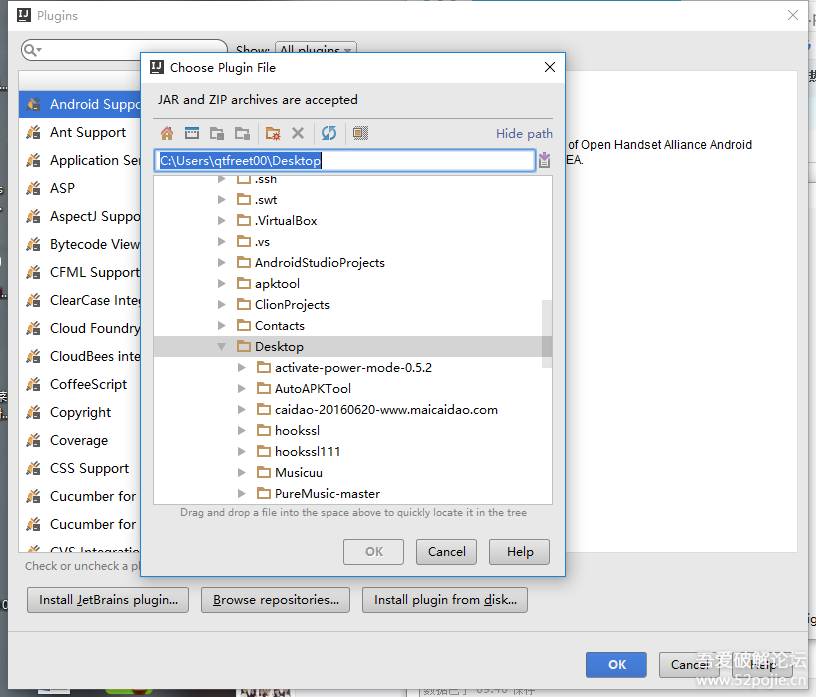 Plugins
Show: All plugins
Choose Plugin File
JAR and ZIP archives are accepted
Hide path
C:\Users\qtfreet00\Desktop
.ssh
.swt
.VirtualBox
.vs
AndroidStudioProjects
apktool
ClionProjects
Contacts
Desktop
activate-power-mode-0.5.2
AutoAPKTool
caidao-20160620-www.maicaidao.com
hookssl
hookssl111
Musicuu
PureMusic-master
Drag and drop a file into the space above to quickly locate it in the tree
OK Cancel Help
Android Suppo
Ant Support
Application Se
ASP
AspectJ Suppo
Bytecode View
CFML Support
ClearCase Inte
Cloud Foundry
CloudBees inte
CoffeeScript
Copyright
Coverage
CSS Support
Cucumber for
Cucumber for
CVS Integratio
of Open Handset Alliance Android
EA.
Check or uncheck a pl
Install JetBrains plugin... Browse repositories... Install plugin from disk...
OK Cancel Help
吾爱破解论坛
www.52pojie.cn